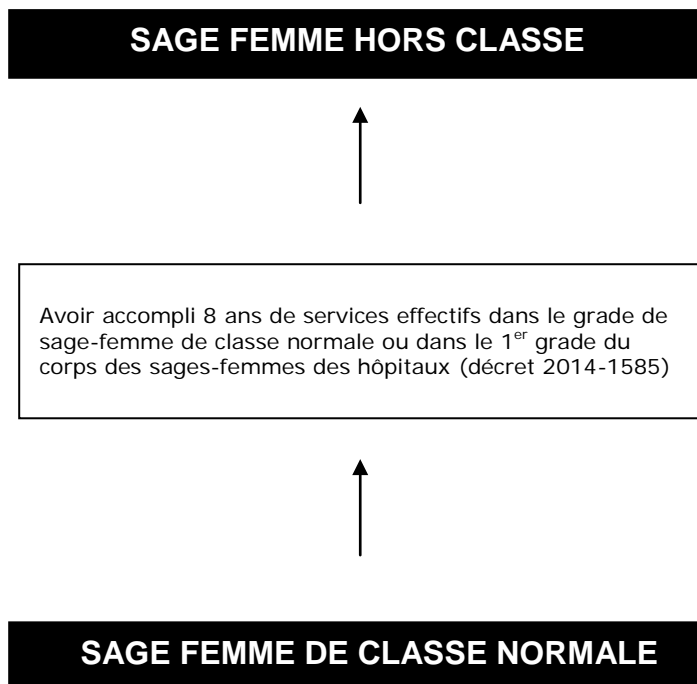 SAGE FEMME HORS CLASSE
Avoir accompli 8 ans de services effectifs dans le grade de
sage-femme de classe normale ou dans le 1er grade du
corps des sages-femmes des hôpitaux (décret 2014-1585)
SAGE FEMME DE CLASSE NORMALE